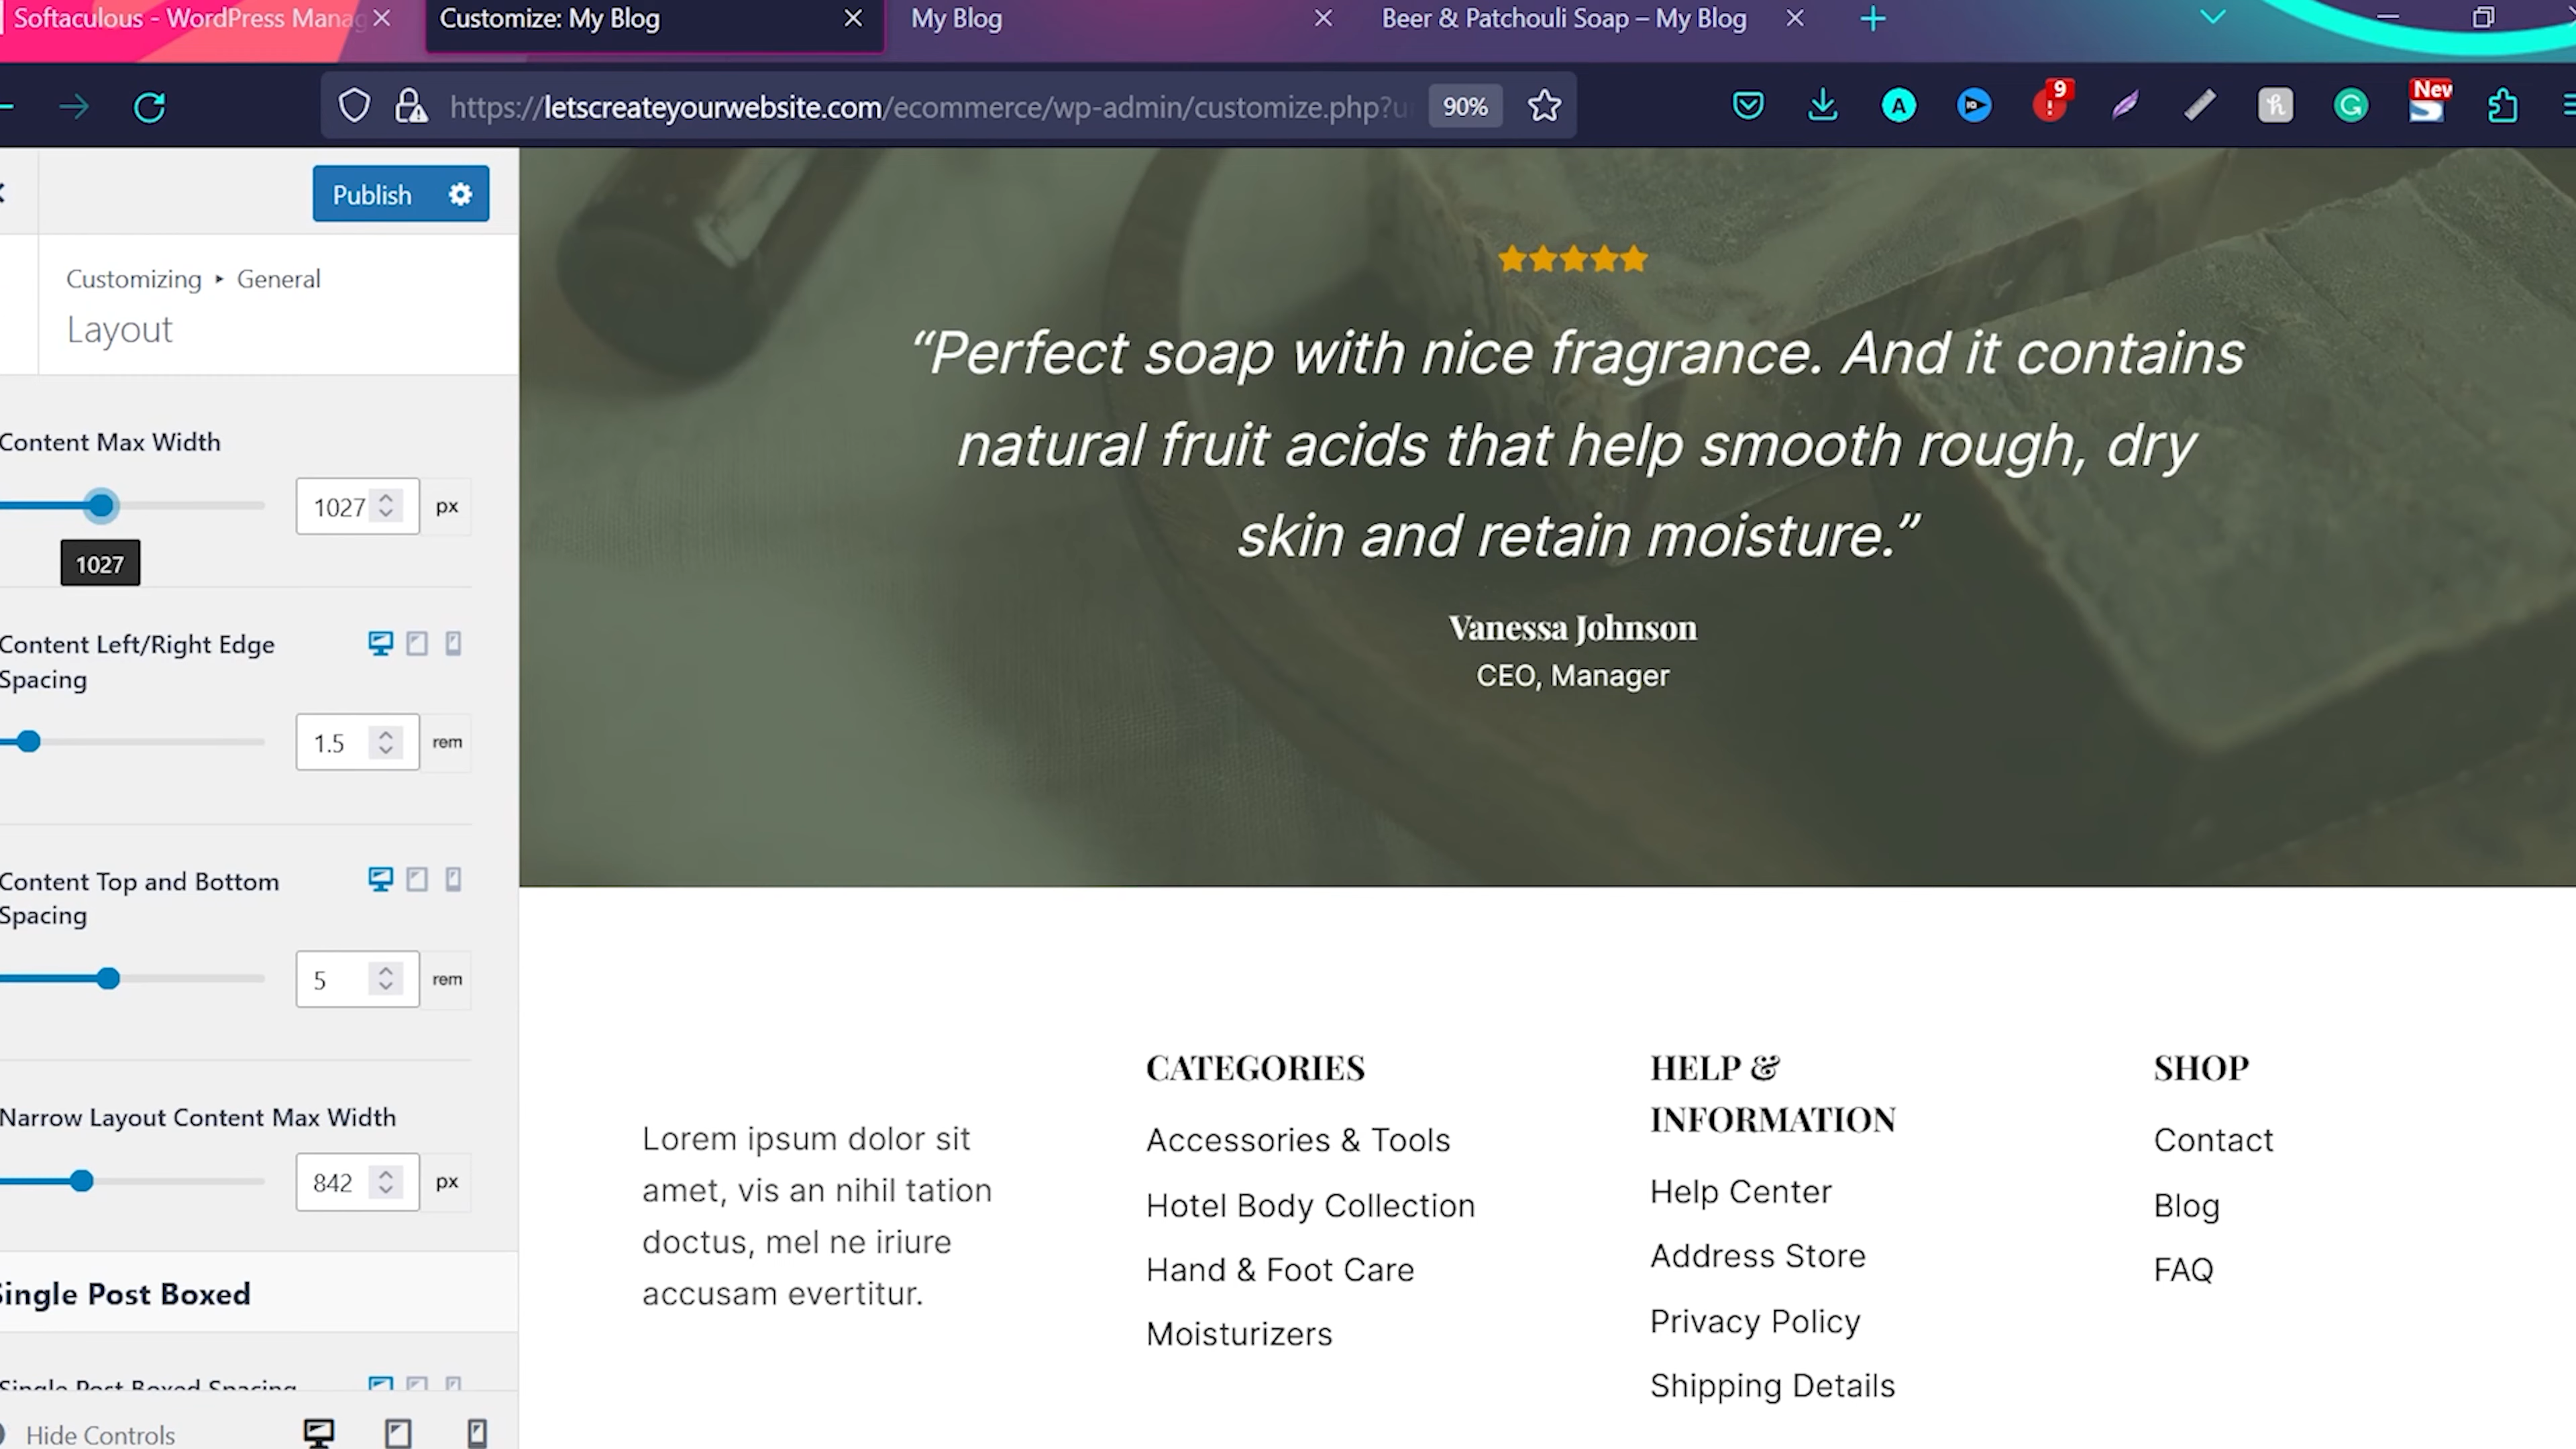 Softaculous - WordPress Manag
Customize: My Blog
My Blog
Beer & Patchouli Soap – My Blog
https://letscreateyourwebsite.com/ecommerce/wp-admin/customize.php?u
90%
9
New
Publish
Customizing ▸ General
Layout
Content Max Width
1027 px
1027
Content Left/Right Edge
Spacing
1.5 rem
Content Top and Bottom
Spacing
5 rem
Narrow Layout Content Max Width
842 px
Single Post Boxed
Single Post Boxed Spacing
Hide Controls
“Perfect soap with nice fragrance. And it contains
natural fruit acids that help smooth rough, dry
skin and retain moisture.”
Vanessa Johnson
CEO, Manager
Lorem ipsum dolor sit
amet, vis an nihil tation
doctus, mel ne iriure
accusam evertitur.
CATEGORIES
Accessories & Tools
Hotel Body Collection
Hand & Foot Care
Moisturizers
HELP &
INFORMATION
Help Center
Address Store
Privacy Policy
Shipping Details
SHOP
Contact
Blog
FAQ